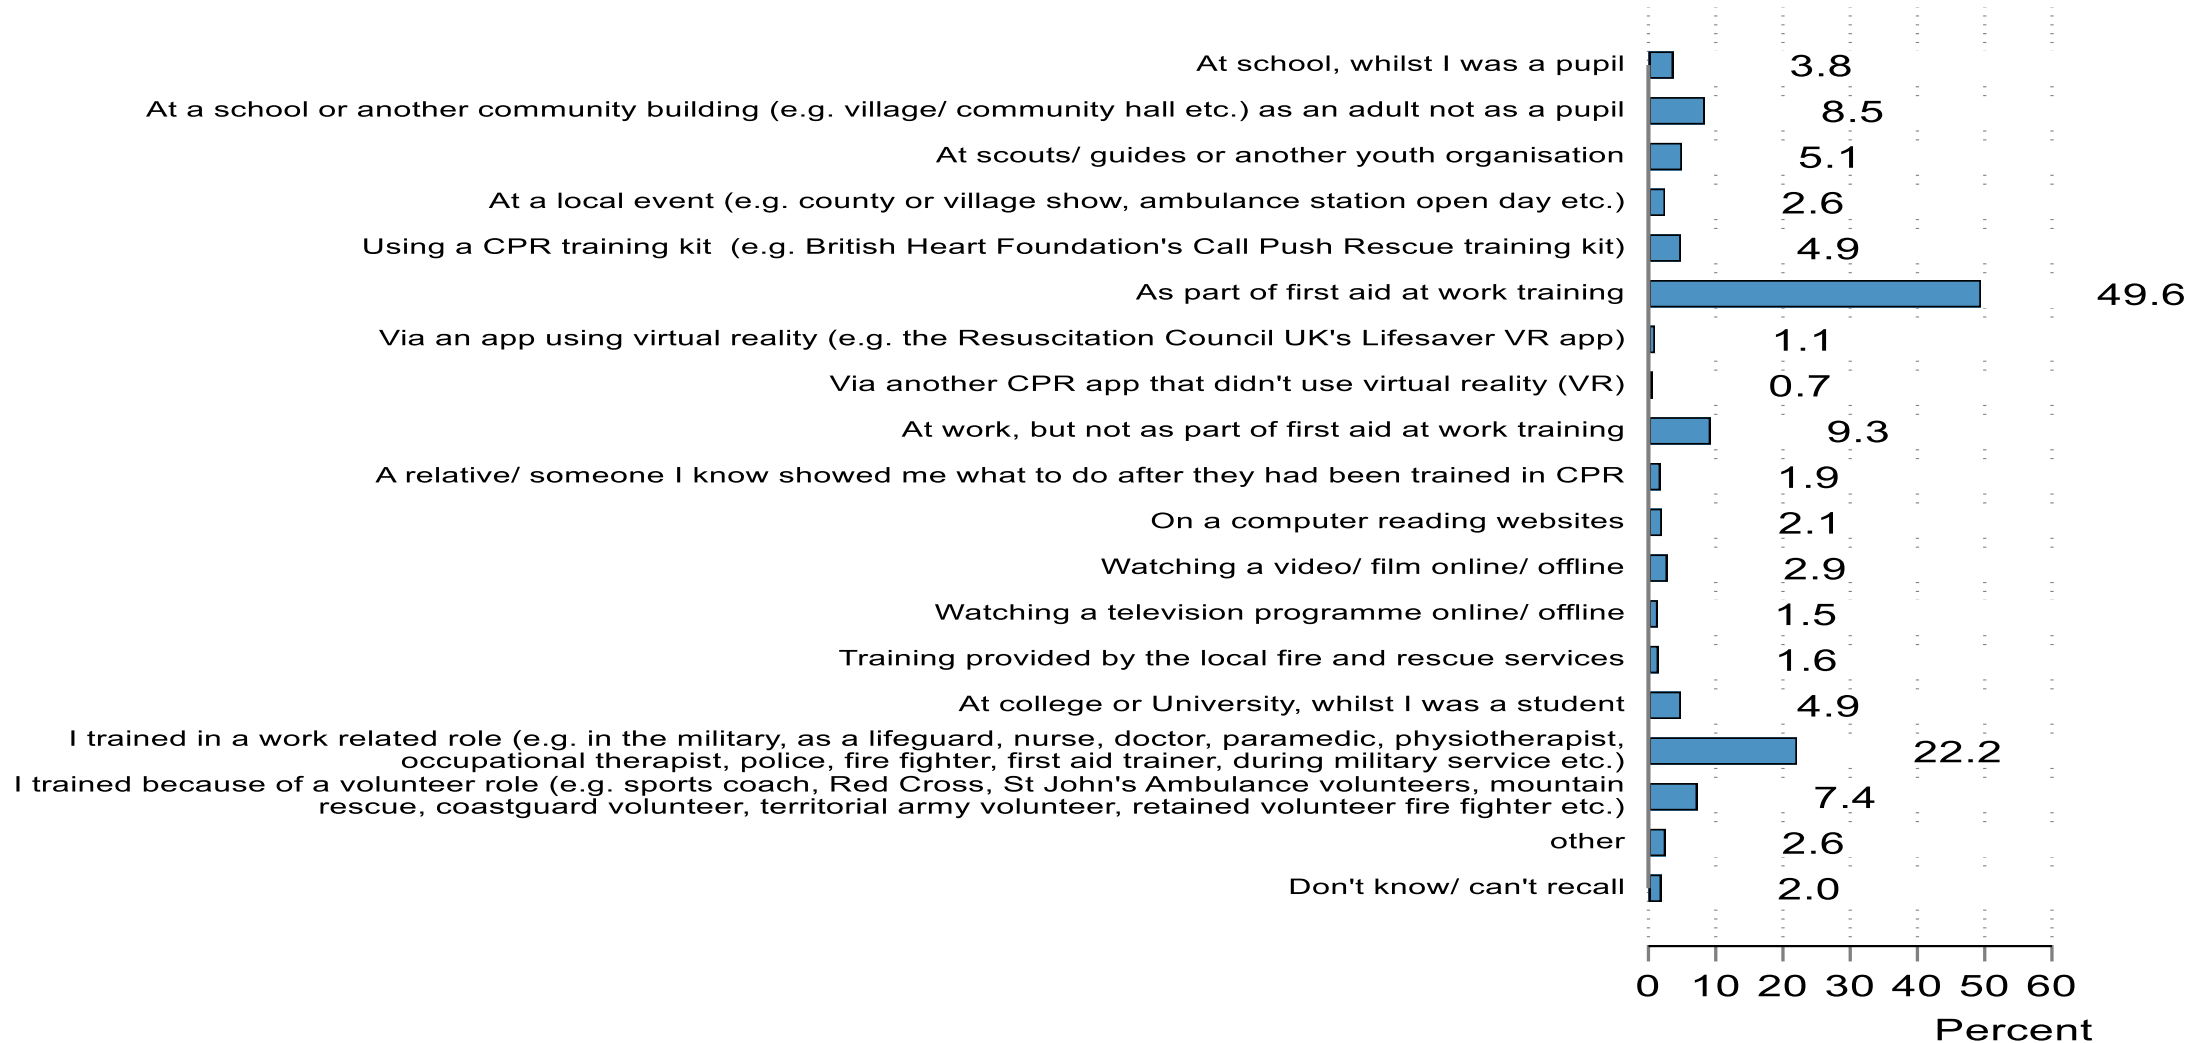 At school, whilst I was a pupil 3.8
At a school or another community building (e.g. village/ community hall etc.) as an adult not as a pupil 8.5
At scouts/ guides or another youth organisation 5.1
At a local event (e.g. county or village show, ambulance station open day etc.) 2.6
Using a CPR training kit  (e.g. British Heart Foundation's Call Push Rescue training kit) 4.9
As part of first aid at work training 49.6
Via an app using virtual reality (e.g. the Resuscitation Council UK's Lifesaver VR app) 1.1
Via another CPR app that didn't use virtual reality (VR) 0.7
At work, but not as part of first aid at work training 9.3
A relative/ someone I know showed me what to do after they had been trained in CPR 1.9
On a computer reading websites 2.1
Watching a video/ film online/ offline 2.9
Watching a television programme online/ offline 1.5
Training provided by the local fire and rescue services 1.6
At college or University, whilst I was a student 4.9
I trained in a work related role (e.g. in the military, as a lifeguard, nurse, doctor, paramedic, physiotherapist,
occupational therapist, police, fire fighter, first aid trainer, during military service etc.) 22.2
I trained because of a volunteer role (e.g. sports coach, Red Cross, St John's Ambulance volunteers, mountain
rescue, coastguard volunteer, territorial army volunteer, retained volunteer fire fighter etc.) 7.4
other 2.6
Don't know/ can't recall 2.0
0 10 20 30 40 50 60
Percent